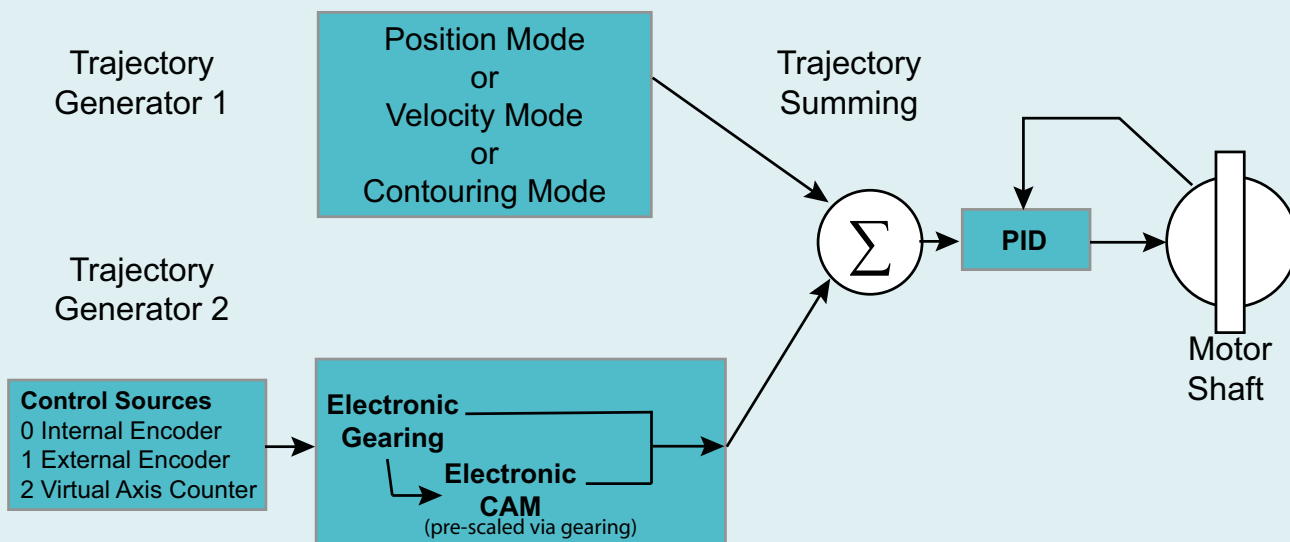 Trajectory
Generator 1
Position Mode
or
Velocity Mode
or
Contouring Mode
Trajectory
Summing
Σ
PID
Motor
Shaft
Trajectory
Generator 2
Control Sources
0 Internal Encoder
1 External Encoder
2 Virtual Axis Counter
Electronic
Gearing
Electronic
CAM
(pre-scaled via gearing)